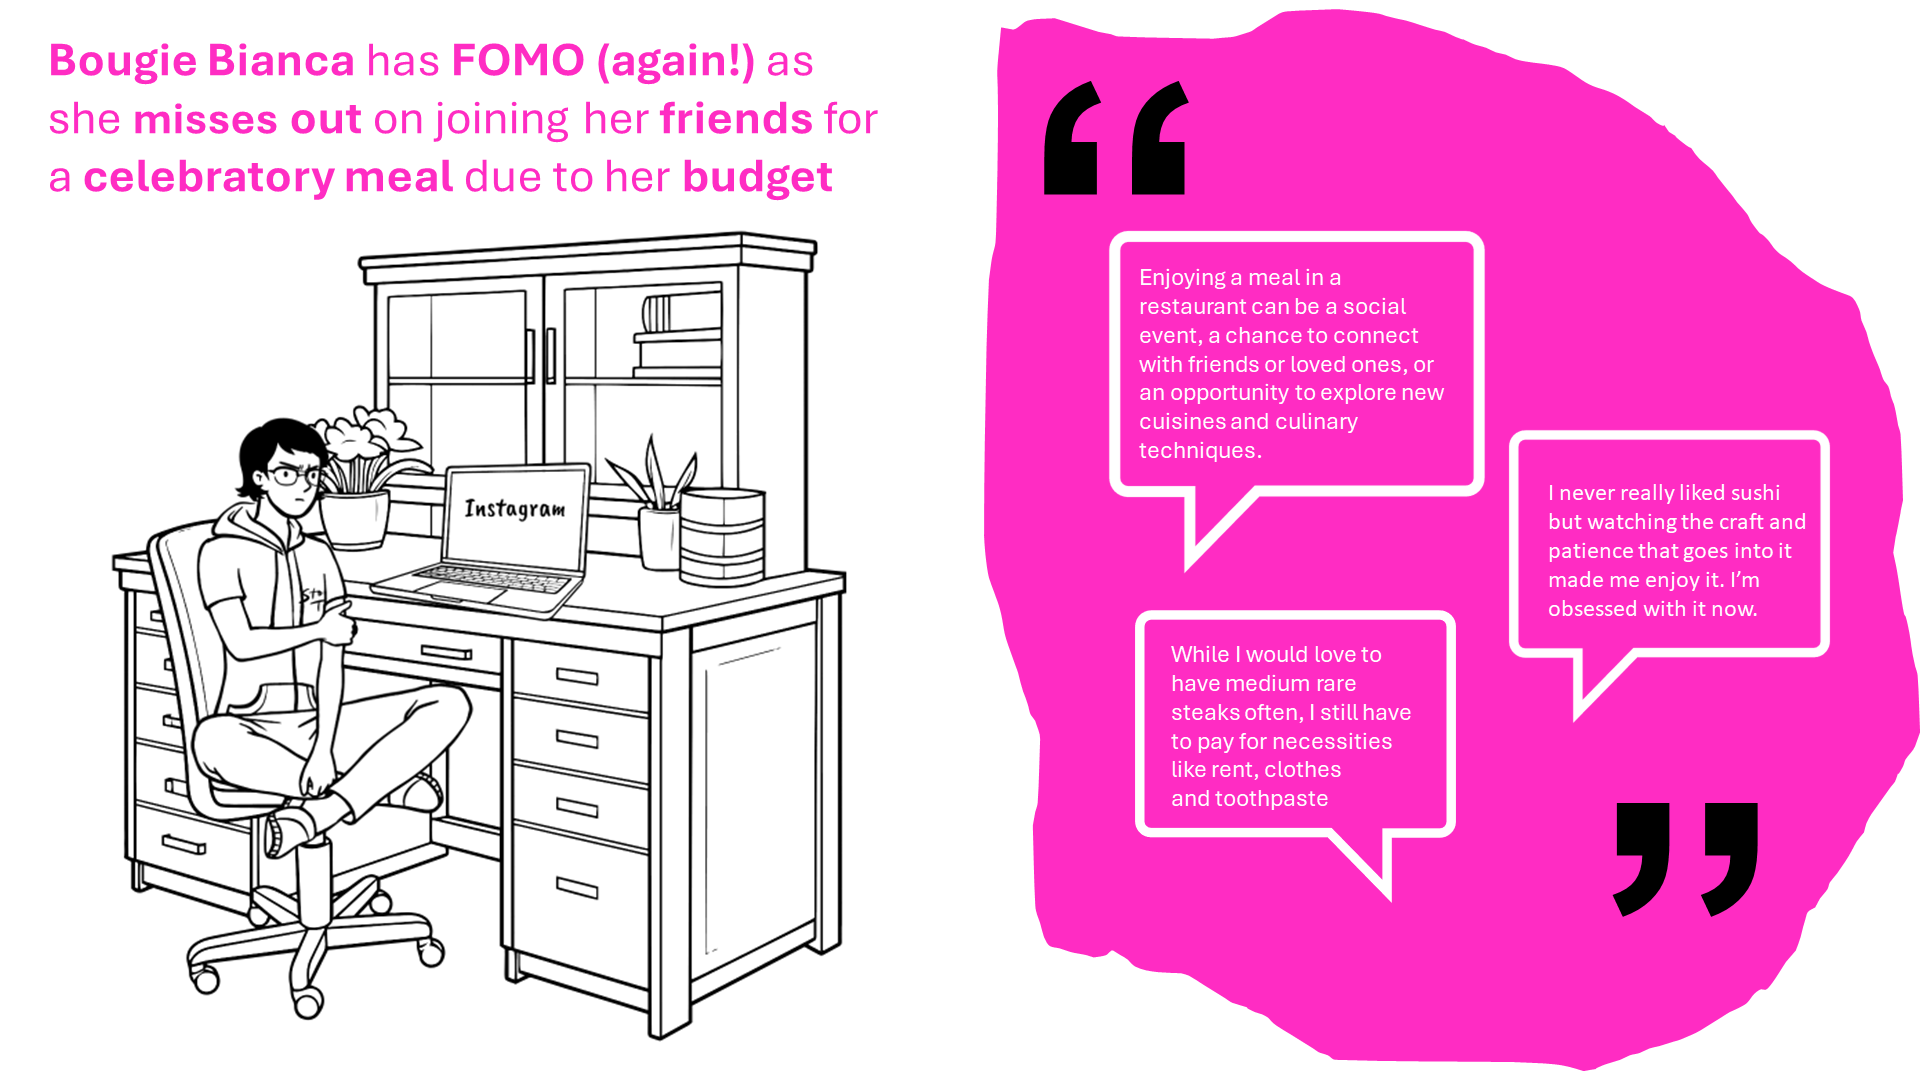 Bougie Bianca has FOMO (again!) as
she misses out on joining her friends for
a celebratory meal due to her budget
Instagram
Enjoying a meal in a
restaurant can be a social
event, a chance to connect
with friends or loved ones, or
an opportunity to explore new
cuisines and culinary
techniques.
I never really liked sushi
but watching the craft and
patience that goes into it
made me enjoy it. I’m
obsessed with it now.
While I would love to
have medium rare
steaks often, I still have
to pay for necessities
like rent, clothes
and toothpaste